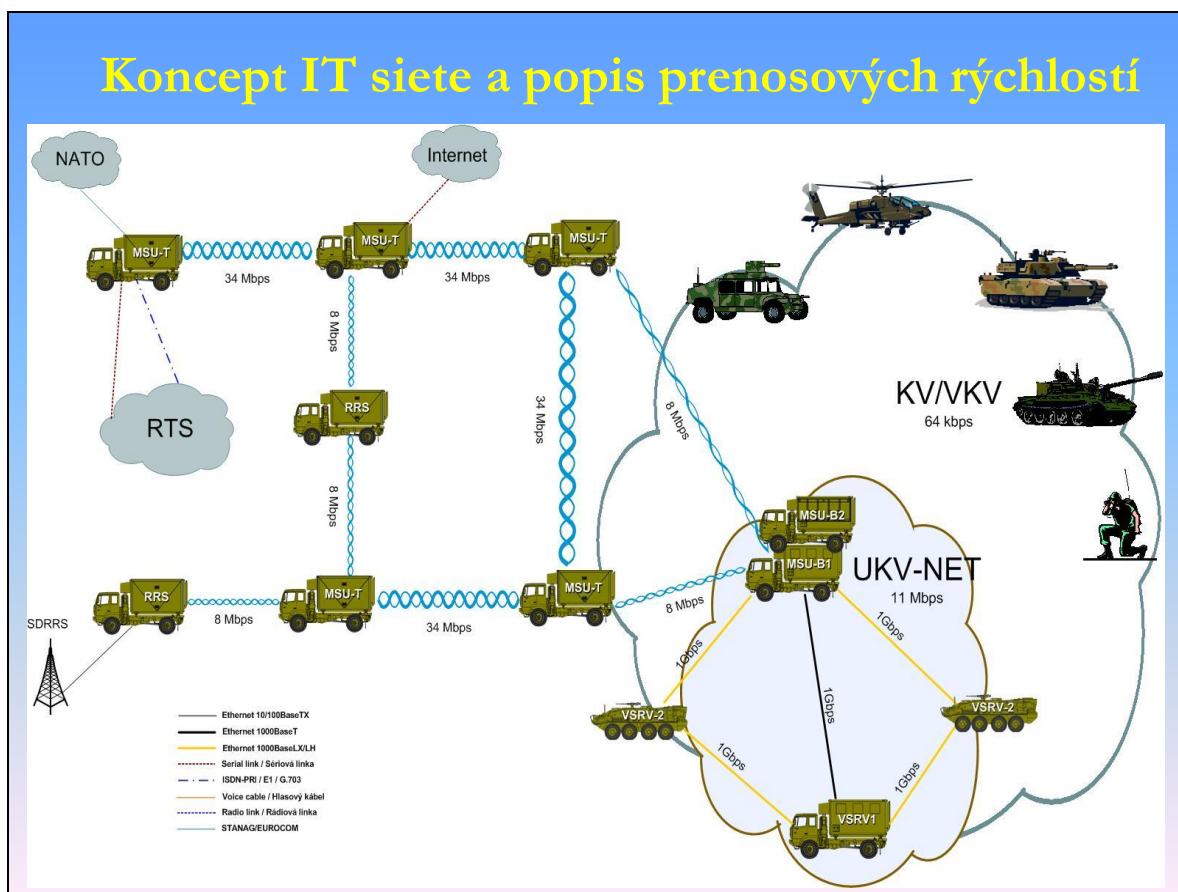 Koncept IT siete a popis prenosových rýchlostí
NATO
Internet
MSU-T
34 Mbps
MSU-T
34 Mbps
MSU-T
8 Mbps
RTS
RRS
34 Mbps
8 Mbps
KV/VKV
64 kbps
8 Mbps
MSU-B2
MSU-B1
UKV-NET
11 Mbps
RRS
8 Mbps
MSU-T
34 Mbps
MSU-T
8 Mbps
SDRRS
1Gbps
1Gbps
1Gbps
VSRV-2
VSRV-2
1Gbps
1Gbps
VSRV1
Ethernet 10/100BaseTX
Ethernet 1000BaseT
Ethernet 1000BaseLX/LH
Serial link / Sériová linka
ISDN-PRI / E1 / G.703
Voice cable / Hlasový kábel
Radio link / Rádiová linka
STANAG/EUROCOM